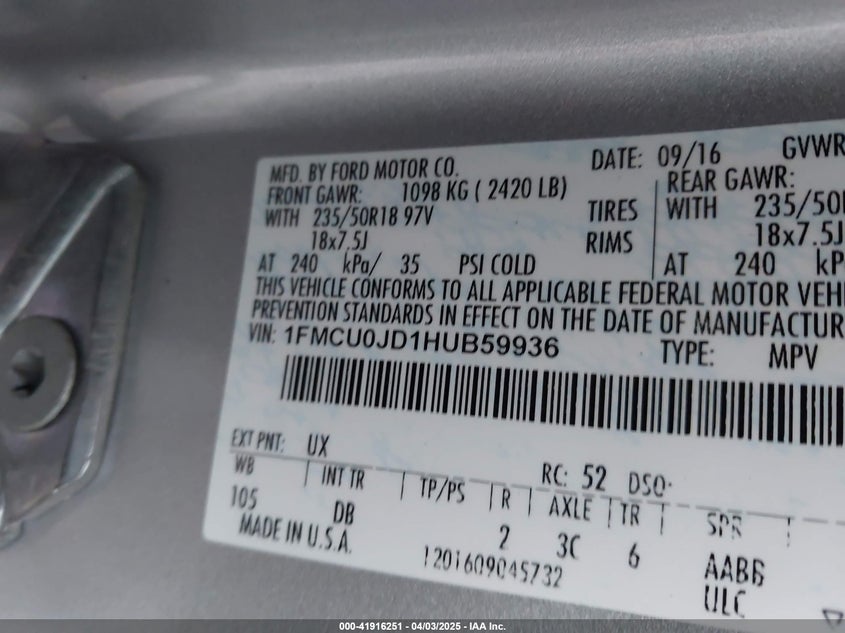 MFD. BY FORD MOTOR CO. DATE: 09/16 GVWR
FRONT GAWR: 1098 KG ( 2420 LB) REAR GAWR:
WITH 235/50R18 97V TIRES WITH 235/50
18x7.5J RIMS 18x7.5J
AT 240 kPa/ 35 PSI COLD AT 240 kP
THIS VEHICLE CONFORMS TO ALL APPLICABLE FEDERAL MOTOR VEHI
PREVENTION STANDARDS IN EFFECT ON THE DATE OF MANUFACTUR
VIN: 1FMCU0JD1HUB59936 TYPE: MPV
EXT PNT: UX RC: 52 DSO:
WB INT TR TP/PS R AXLE TR SPR
105 DB 2 3C 6 AABB
MADE IN U.S.A. 1201609045732 ULC
000-41916251 - 04/03/2025 - IAA Inc.